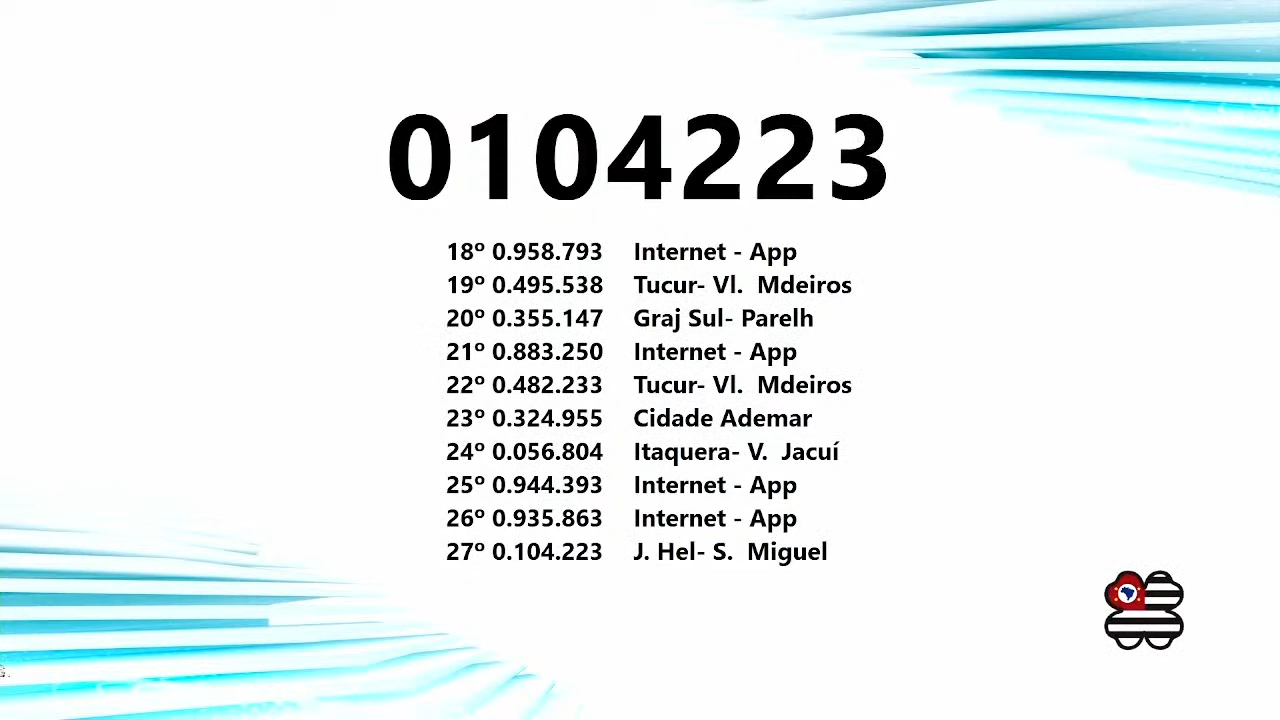 0104223
18º 0.958.793 Internet - App
19º 0.495.538 Tucur- Vl. Mdeiros
20º 0.355.147 Graj Sul- Parelh
21º 0.883.250 Internet - App
22º 0.482.233 Tucur- Vl. Mdeiros
23º 0.324.955 Cidade Ademar
24º 0.056.804 Itaquera- V. Jacuí
25º 0.944.393 Internet - App
26º 0.935.863 Internet - App
27º 0.104.223 J. Hel- S. Miguel